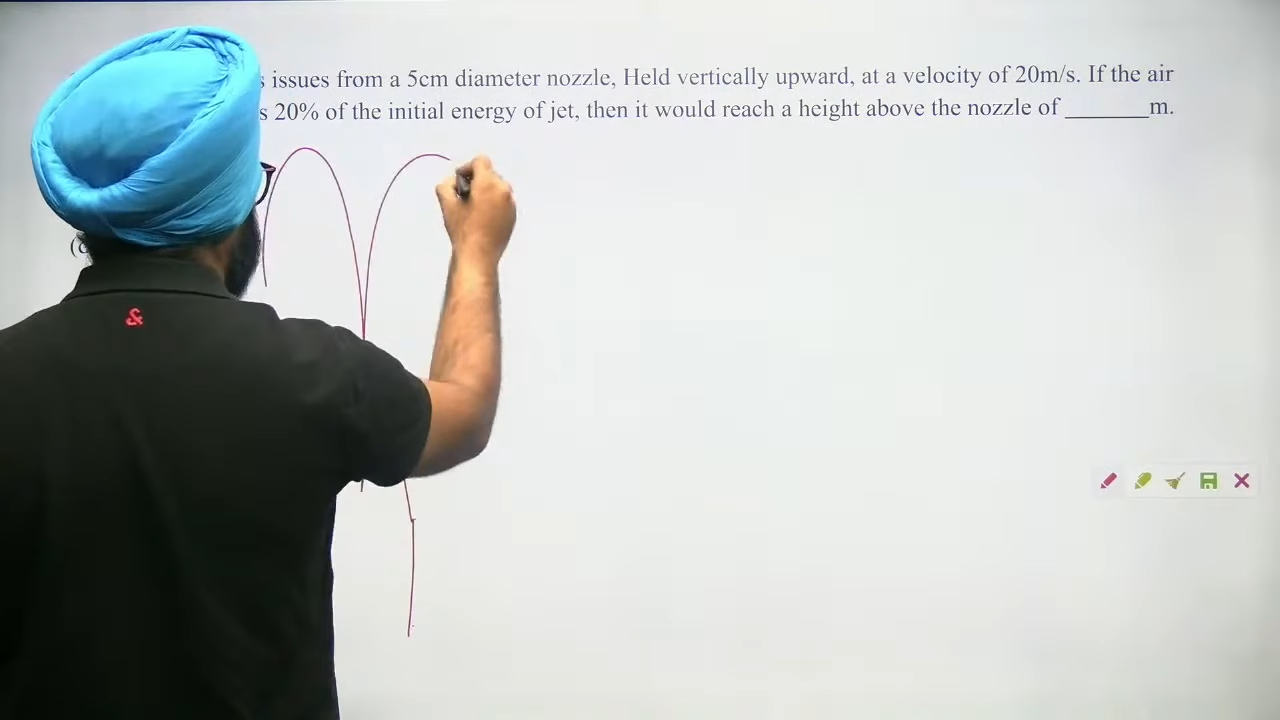 issues from a 5cm diameter nozzle, Held vertically upward, at a velocity of 20m/s. If the air
20% of the initial energy of jet, then it would reach a height above the nozzle of _______m.
&